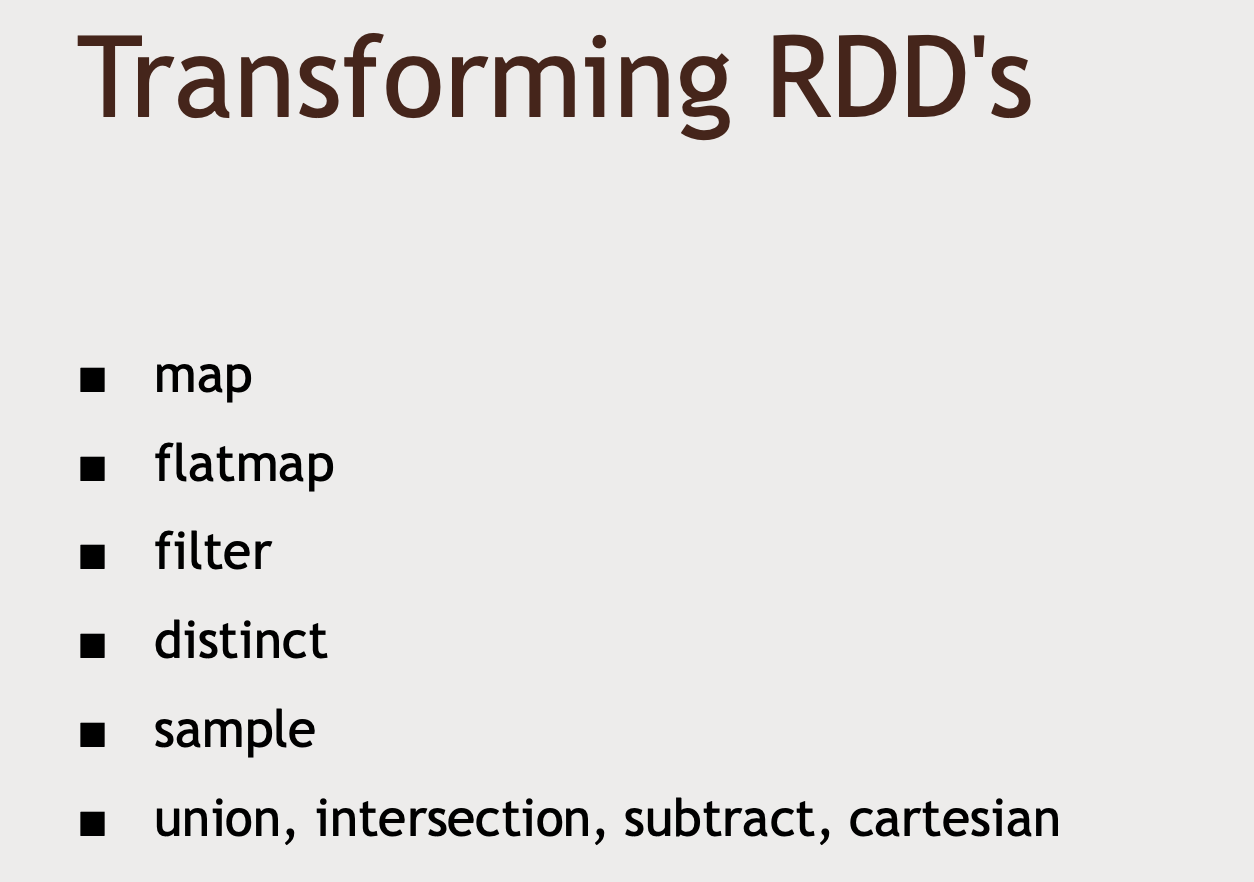 Transforming RDD's
▪ map
▪ flatmap
▪ filter
▪ distinct
▪ sample
▪ union, intersection, subtract, cartesian